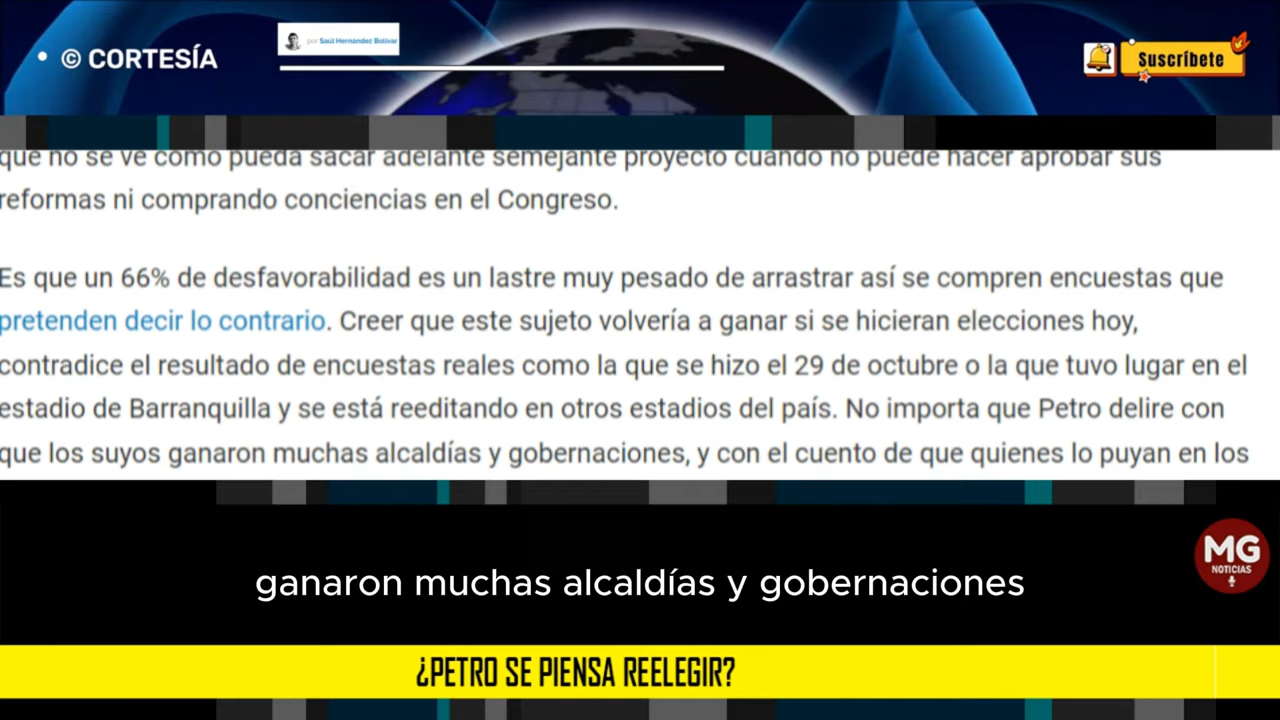 • © CORTESÍA
por Saúl Hernández Bolívar
Suscríbete
que no se ve cómo pueda sacar adelante semejante proyecto cuando no puede hacer aprobar sus
reformas ni comprando conciencias en el Congreso.
Es que un 66% de desfavorabilidad es un lastre muy pesado de arrastrar así se compren encuestas que
pretenden decir lo contrario. Creer que este sujeto volvería a ganar si se hicieran elecciones hoy,
contradice el resultado de encuestas reales como la que se hizo el 29 de octubre o la que tuvo lugar en el
estadio de Barranquilla y se está reeditando en otros estadios del país. No importa que Petro delire con
que los suyos ganaron muchas alcaldías y gobernaciones, y con el cuento de que quienes lo puyan en los
ganaron muchas alcaldías y gobernaciones
MG
NOTICIAS
¿PETRO SE PIENSA REELEGIR?